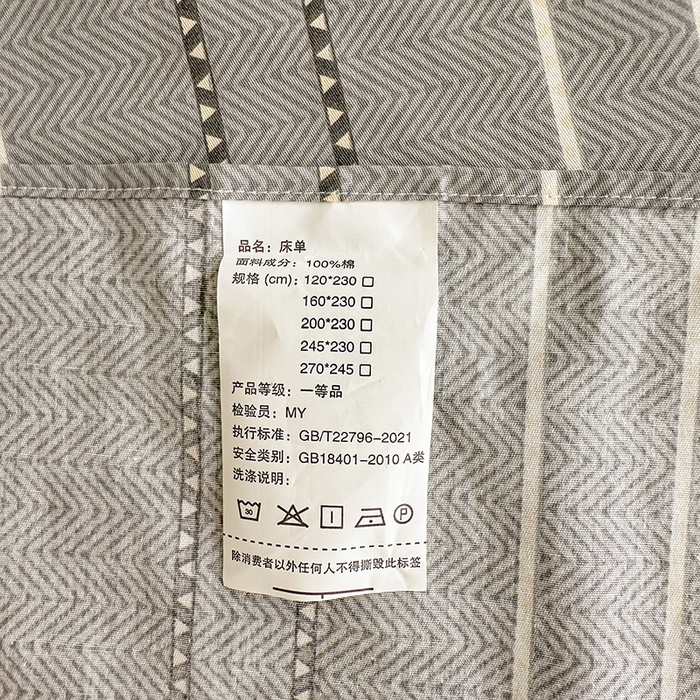 品名：床单
面料成分：100%棉
规格 (cm)：120*230 □
160*230 □
200*230 □
245*230 □
270*245 □
产品等级：一等品
检验员：MY
执行标准：GB/T22796-2021
安全类别：GB18401-2010 A类
洗涤说明：
30
P
除消费者以外任何人不得撕毁此标签